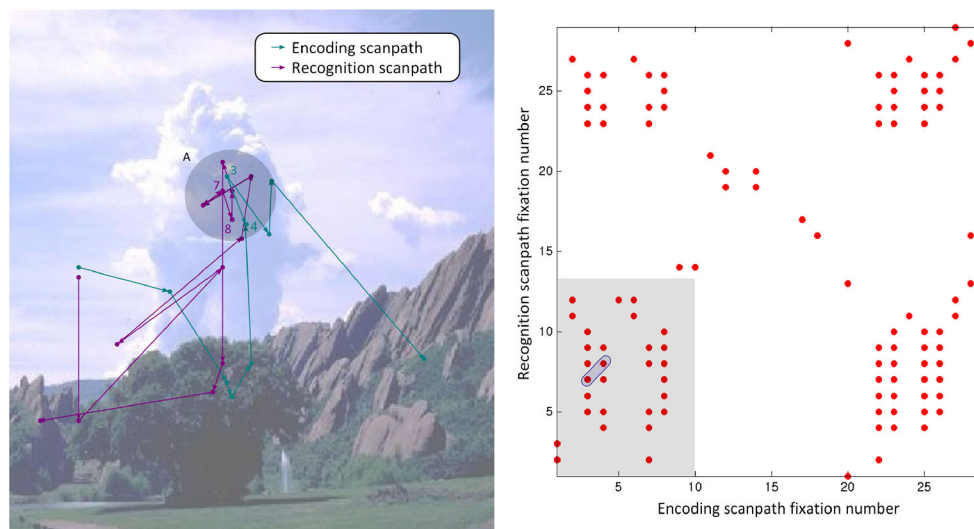 Encoding scanpath
Recognition scanpath
A
3
7
4
8
Recognition scanpath fixation number
25
20
15
10
5
5
10
15
20
25
Encoding scanpath fixation number